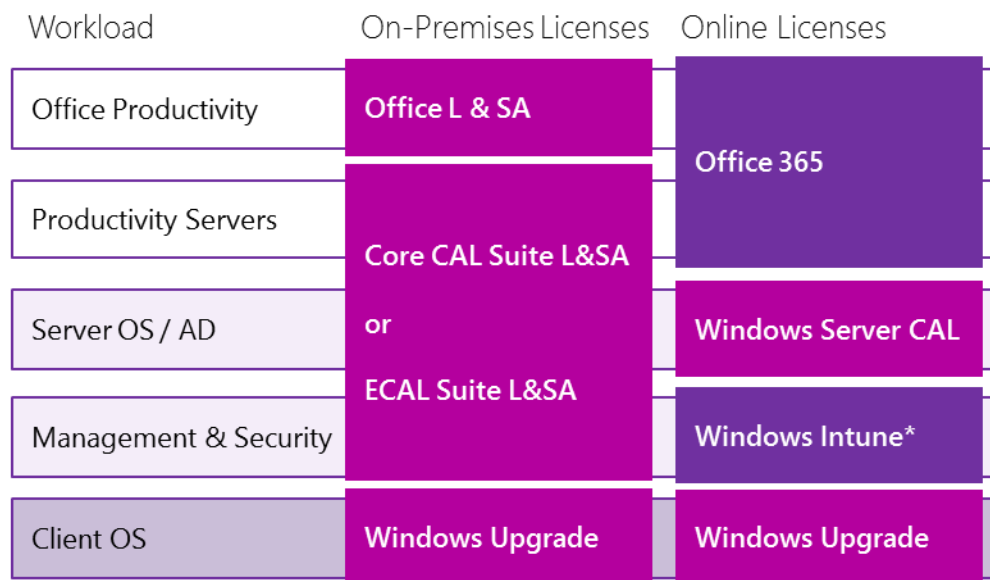 Workload On-Premises Licenses Online Licenses
Office Productivity
Office L & SA
Office 365
Productivity Servers
Core CAL Suite L&SA
or
ECAL Suite L&SA
Server OS / AD
Windows Server CAL
Management & Security
Windows Intune*
Client OS
Windows Upgrade
Windows Upgrade